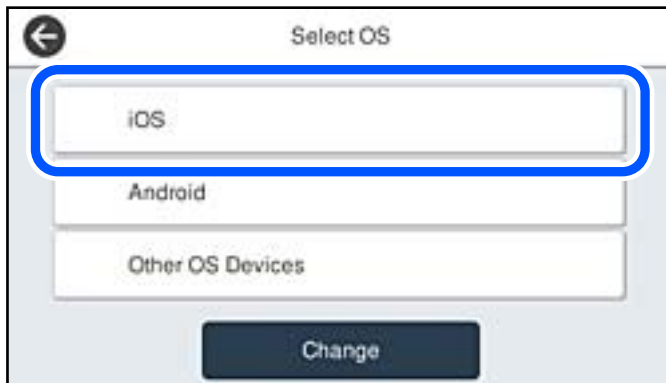 Select OS
iOS
Android
Other OS Devices
Change